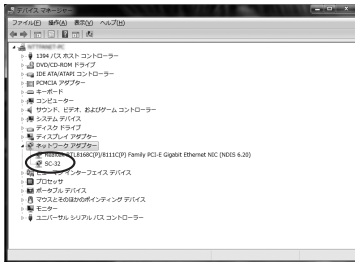 デバイス マネージャー
ファイル(F) 操作(A) 表示(V) ヘルプ(H)
1394 バス ホスト コントローラー
DVD/CD-ROM ドライブ
IDE ATA/ATAPI コントローラー
PCMCIA アダプター
キーボード
コンピューター
サウンド、ビデオ、およびゲーム コントローラー
システム デバイス
ディスク ドライブ
ディスプレイ アダプター
ネットワーク アダプター
RTL8168C(P)/8111C(P) Family PCI-E Gigabit Ethernet NIC (NDIS 6.20)
SC-32
ヒューマン インターフェイス デバイス
プロセッサ
ポータブル デバイス
マウスとそのほかのポインティング デバイス
モニター
ユニバーサル シリアル バス コントローラー